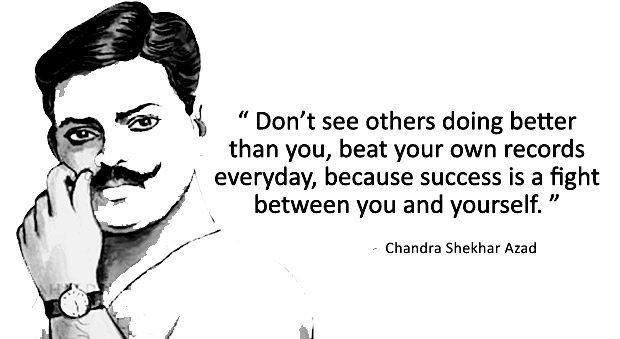 “ Don’t see others doing better
than you, beat your own records
everyday, because success is a fight
between you and yourself. ”
- Chandra Shekhar Azad